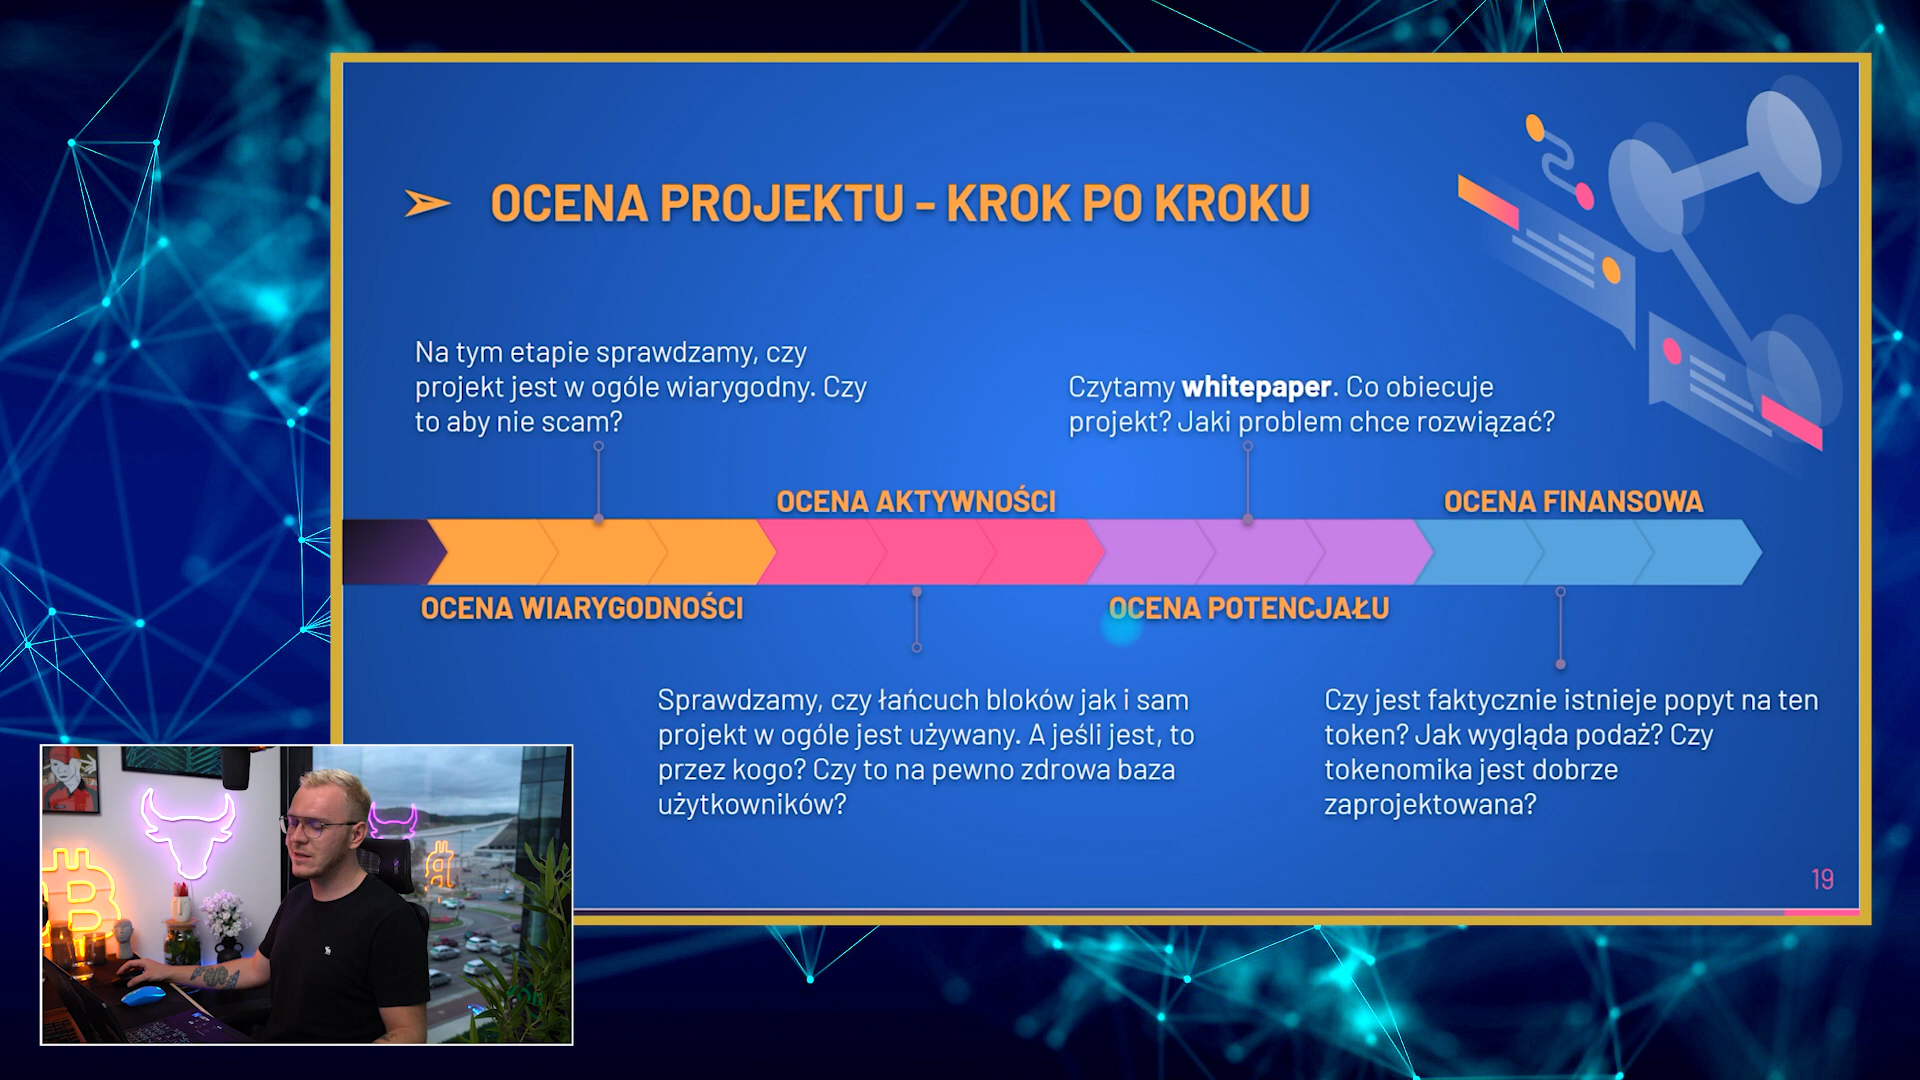 OCENA PROJEKTU - KROK PO KROKU
Na tym etapie sprawdzamy, czy
projekt jest w ogóle wiarygodny. Czy
to aby nie scam?
Czytamy whitepaper. Co obiecuje
projekt? Jaki problem chce rozwiązać?
OCENA AKTYWNOŚCI
OCENA FINANSOWA
OCENA WIARYGODNOŚCI
OCENA POTENCJAŁU
Sprawdzamy, czy łańcuch bloków jak i sam
projekt w ogóle jest używany. A jeśli jest, to
przez kogo? Czy to na pewno zdrowa baza
użytkowników?
Czy jest faktycznie istnieje popyt na ten
token? Jak wygląda podaż? Czy
tokenomika jest dobrze
zaprojektowana?
19